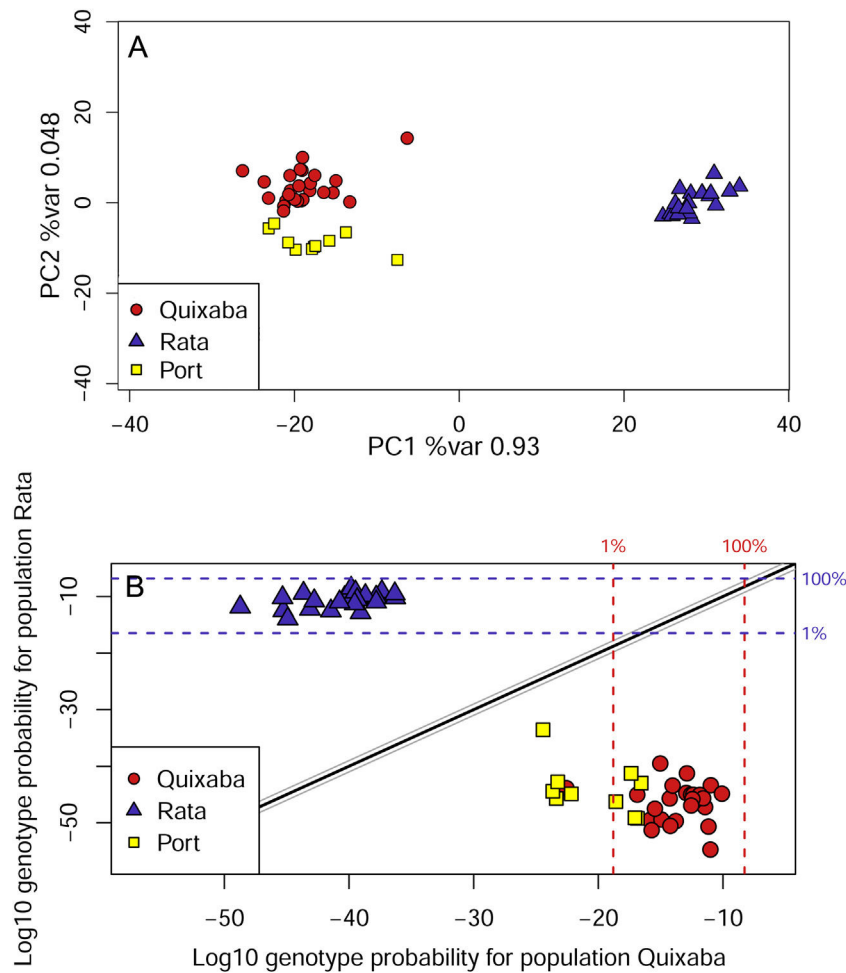 A
40
20
0
−20
−40
PC2 %var 0.048
Quixaba
Rata
Port
−40 −20 0 20 40
PC1 %var 0.93
1% 100%
B
100%
1%
−10
−30
−50
Log10 genotype probability for population Rata
Quixaba
Rata
Port
−50 −40 −30 −20 −10
Log10 genotype probability for population Quixaba